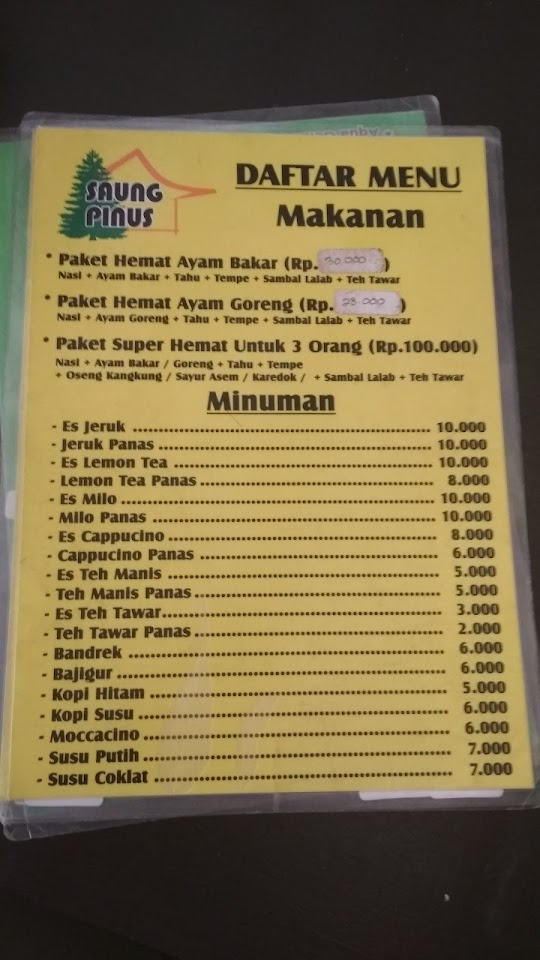 SAUNG
PINUS
DAFTAR MENU
Makanan
* Paket Hemat Ayam Bakar (Rp. 30.000)
Nasi + Ayam Bakar + Tahu + Tempe + Sambal Lalab + Teh Tawar
* Paket Hemat Ayam Goreng (Rp. 28.000)
Nasi + Ayam Goreng + Tahu + Tempe + Sambal Lalab + Teh Tawar
* Paket Super Hemat Untuk 3 Orang (Rp.100.000)
Nasi + Ayam Bakar / Goreng + Tahu + Tempe
+ Oseng Kangkung / Sayur Asem / Karedok / + Sambal Lalab + Teh Tawar
Minuman
- Es Jeruk ........ 10.000
- Jeruk Panas ........ 10.000
- Es Lemon Tea ........ 10.000
- Lemon Tea Panas ........ 8.000
- Es Milo ........ 10.000
- Milo Panas ........ 10.000
- Es Cappucino ........ 8.000
- Cappucino Panas ........ 6.000
- Es Teh Manis ........ 5.000
- Teh Manis Panas ........ 5.000
- Es Teh Tawar ........ 3.000
- Teh Tawar Panas ........ 2.000
- Bandrek ........ 6.000
- Bajigur ........ 6.000
- Kopi Hitam ........ 5.000
- Kopi Susu ........ 6.000
- Moccacino ........ 6.000
- Susu Putih ........ 7.000
- Susu Coklat ........ 7.000